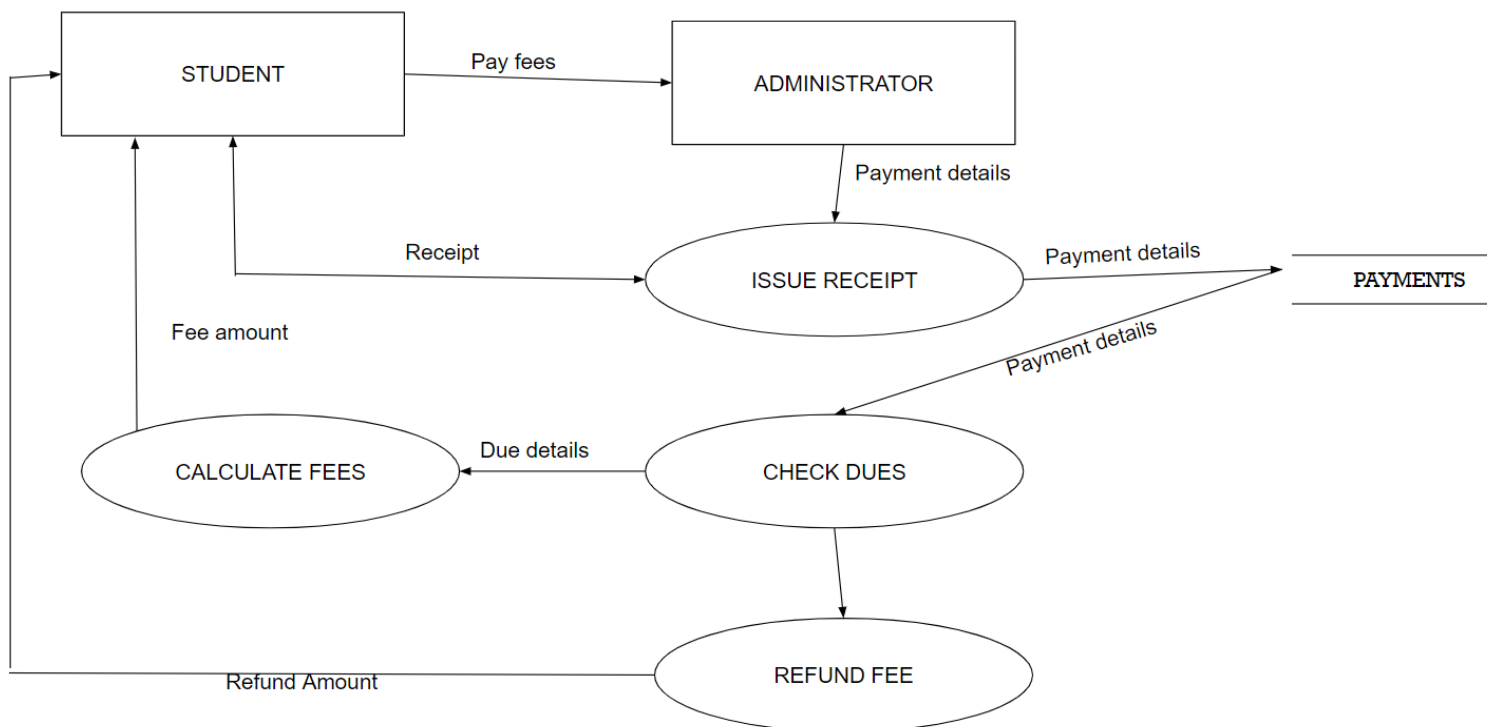 STUDENT
Pay fees
ADMINISTRATOR
Payment details
Receipt
ISSUE RECEIPT
Payment details
PAYMENTS
Fee amount
Payment details
CALCULATE FEES
Due details
CHECK DUES
Refund Amount
REFUND FEE